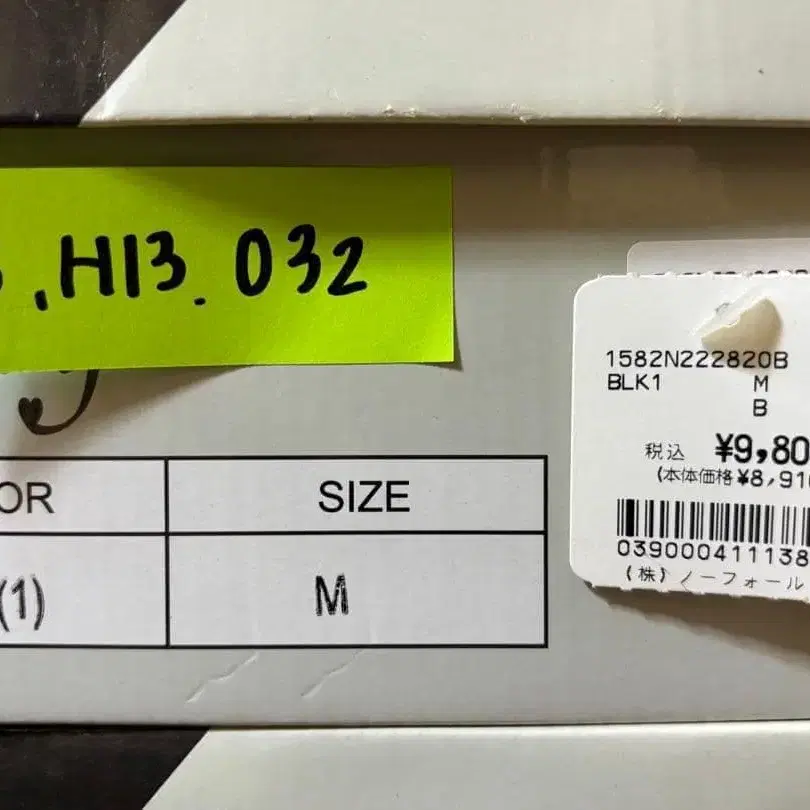 .H13.032
1582N222820B
BLK1 M
B
税込 ¥9,80
(本体価格¥8,910
039000411138
(株)ノーフォール
OR SIZE
(1) M